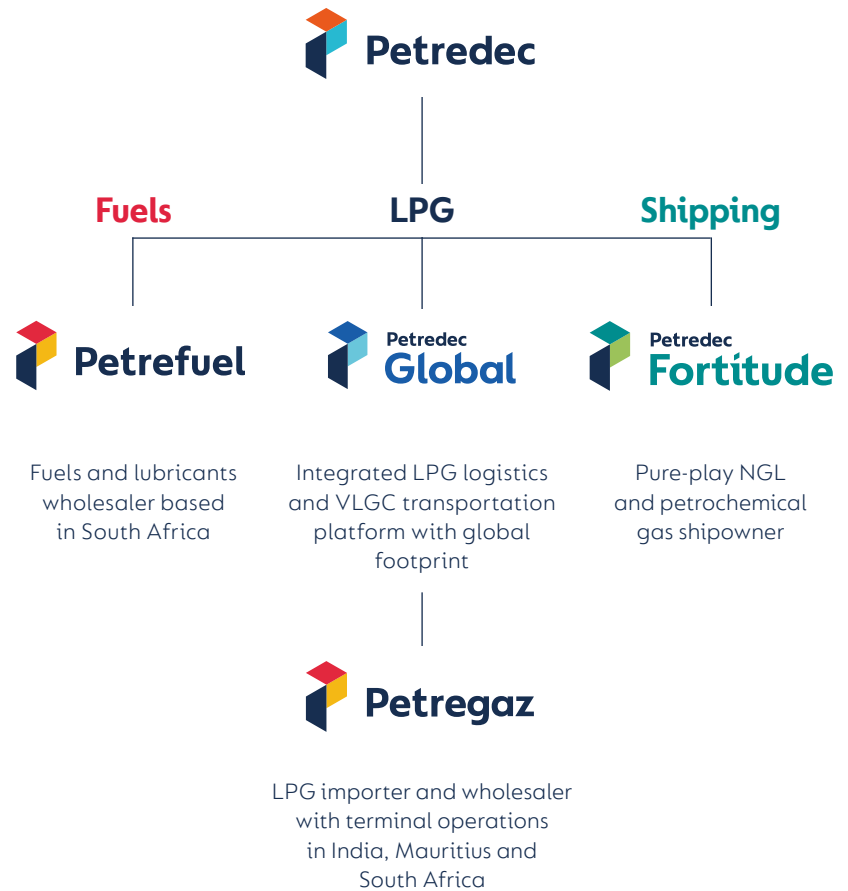 Petredec
Fuels
LPG
Shipping
Petrefuel
Petredec
Global
Petredec
Fortitude
Fuels and lubricants
wholesaler based
in South Africa
Integrated LPG logistics
and VLGC transportation
platform with global
footprint
Pure-play NGL
and petrochemical
gas shipowner
Petregaz
LPG importer and wholesaler
with terminal operations
in India, Mauritius and
South Africa